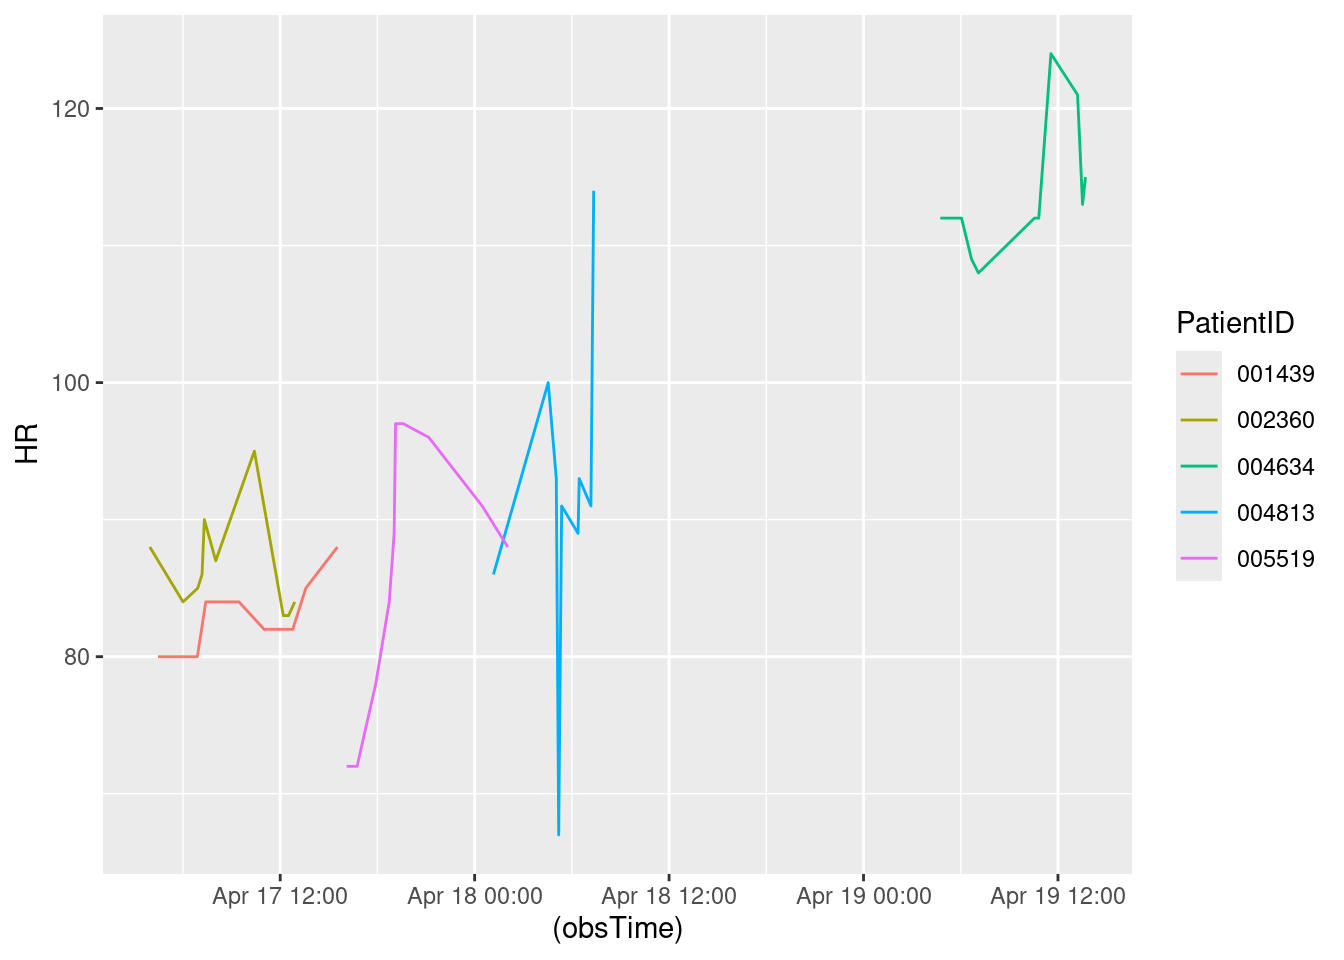 120
100
80
HR
Apr 17 12:00
Apr 18 00:00
Apr 18 12:00
Apr 19 00:00
Apr 19 12:00
(obsTime)
PatientID
001439
002360
004634
004813
005519